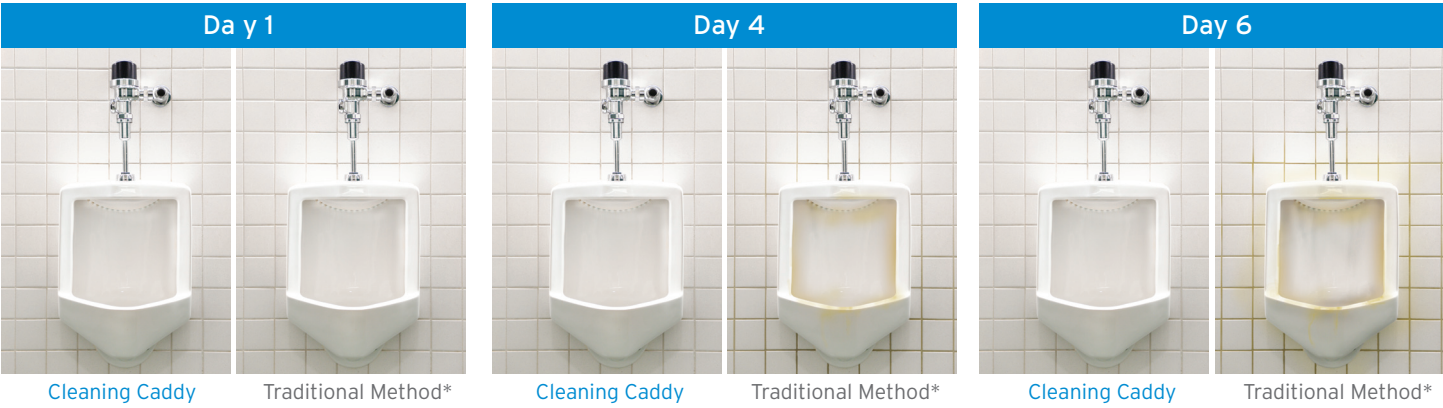 Da y 1
Day 4
Day 6
Cleaning Caddy
Traditional Method*
Cleaning Caddy
Traditional Method*
Cleaning Caddy
Traditional Method*